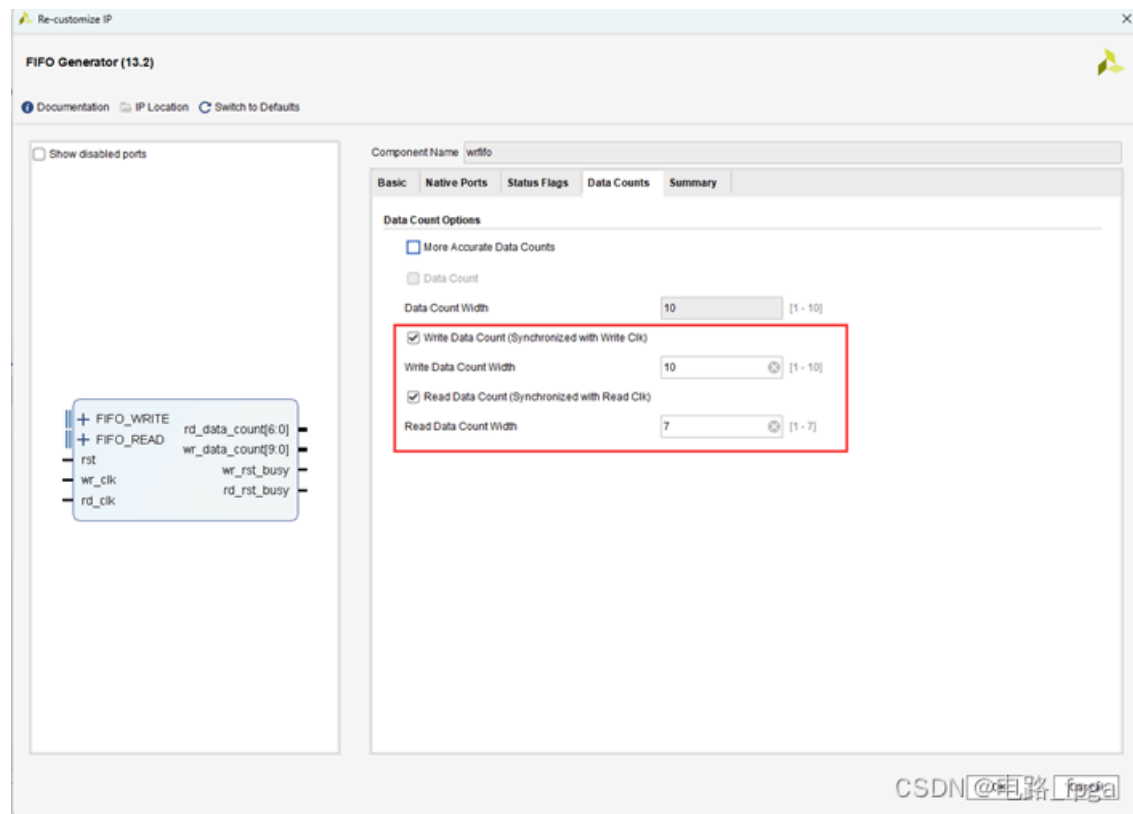 Re-customize IP
FIFO Generator (13.2)
Documentation IP Location Switch to Defaults
Show disabled ports
FIFO_WRITE
FIFO_READ
rst
wr_clk
rd_clk
rd_data_count[6:0]
wr_data_count[9:0]
wr_rst_busy
rd_rst_busy
Component Name wrfifo
Basic Native Ports Status Flags Data Counts Summary
Data Count Options
More Accurate Data Counts
Data Count
Data Count Width 10 [1 - 10]
Write Data Count (Synchronized with Write Clk)
Write Data Count Width 10 [1 - 10]
Read Data Count (Synchronized with Read Clk)
Read Data Count Width 7 [1 - 7]
CSDN @电路_fpga